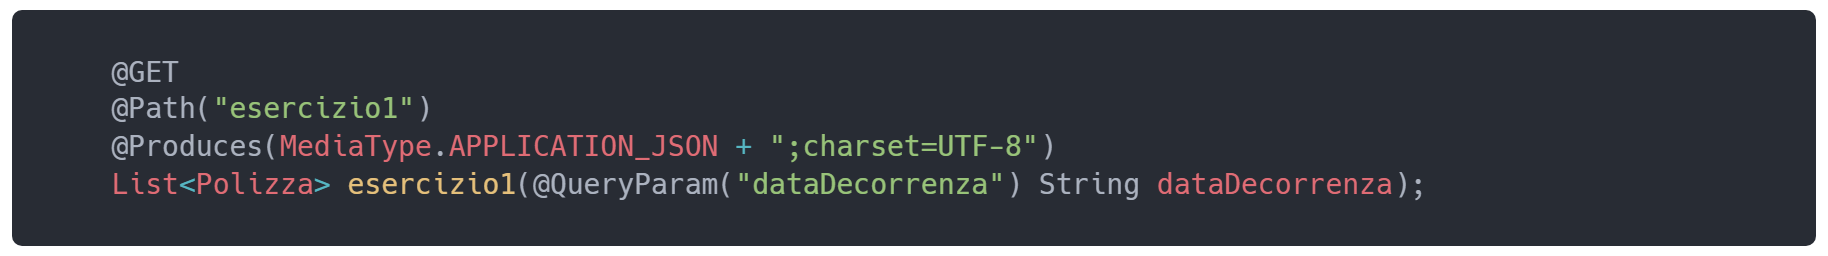 @GET
@Path("esercizio1")
@Produces(MediaType.APPLICATION_JSON + ";charset=UTF-8")
List<Polizza> esercizio1(@QueryParam("dataDecorrenza") String dataDecorrenza);